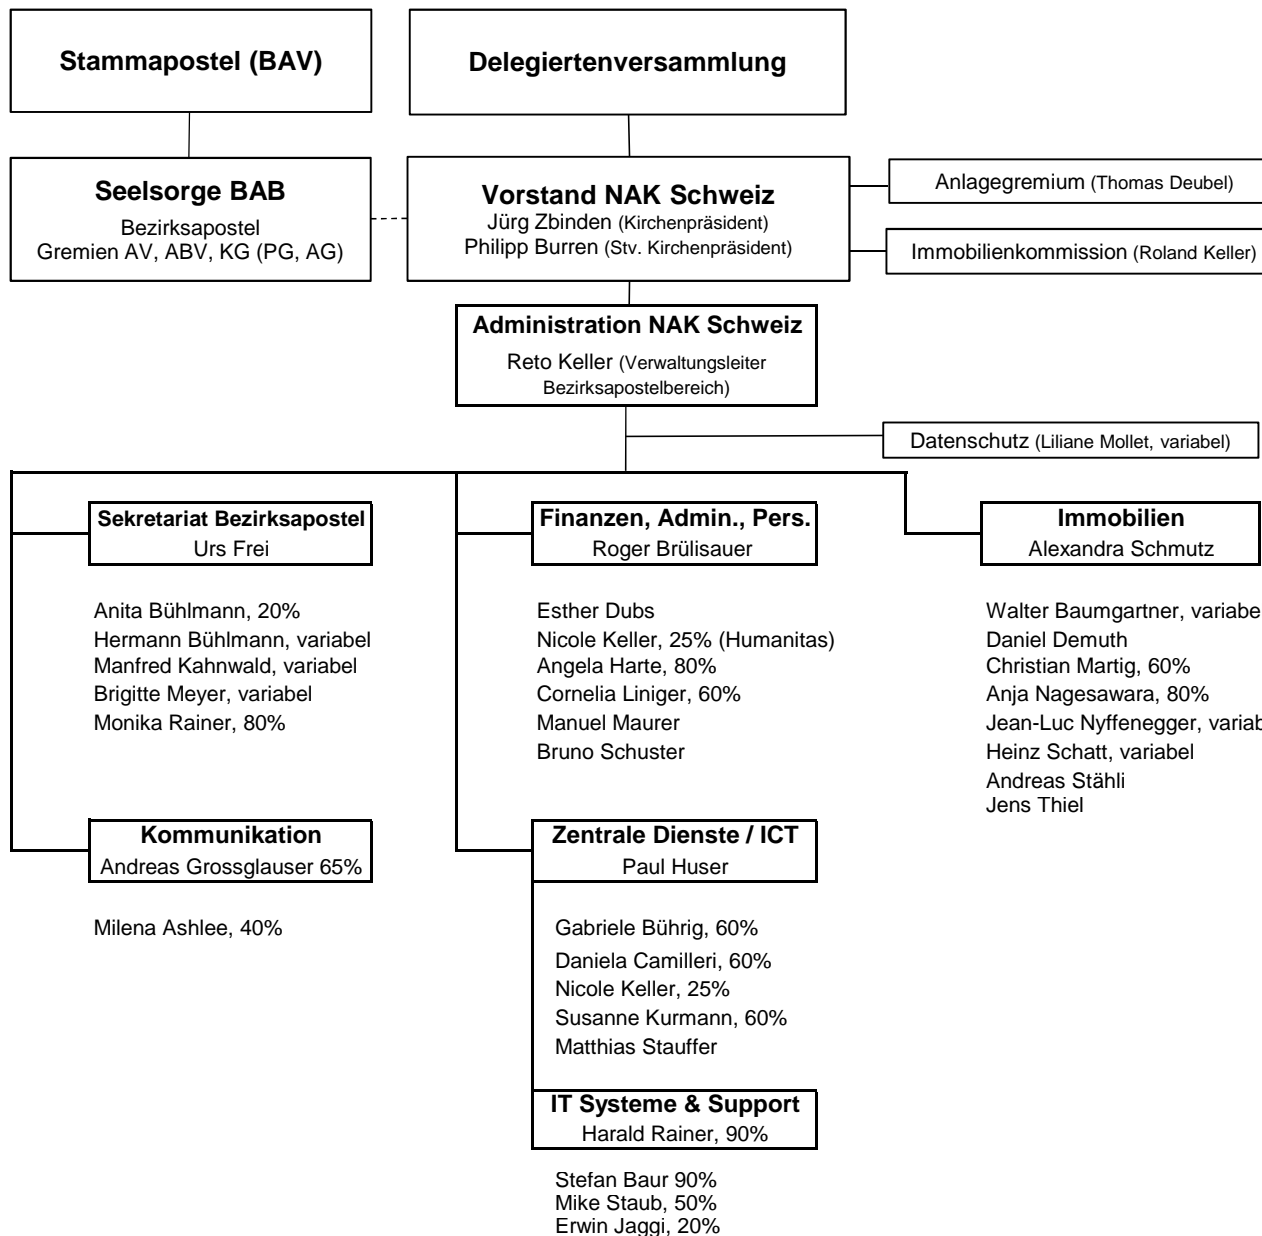 Stammapostel (BAV)
Delegiertenversammlung
Seelsorge BAB
Bezirksapostel
Gremien AV, ABV, KG (PG, AG)
Vorstand NAK Schweiz
Jürg Zbinden (Kirchenpräsident)
Philipp Burren (Stv. Kirchenpräsident)
Anlagegremium (Thomas Deubel)
Immobilienkommission (Roland Keller)
Administration NAK Schweiz
Reto Keller (Verwaltungsleiter
Bezirksapostelbereich)
Datenschutz (Liliane Mollet, variabel)
Sekretariat Bezirksapostel
Urs Frei
Anita Bühlmann, 20%
Hermann Bühlmann, variabel
Manfred Kahnwald, variabel
Brigitte Meyer, variabel
Monika Rainer, 80%
Kommunikation
Andreas Grossglauser 65%
Milena Ashlee, 40%
Finanzen, Admin., Pers.
Roger Brülisauer
Esther Dubs
Nicole Keller, 25% (Humanitas)
Angela Harte, 80%
Cornelia Liniger, 60%
Manuel Maurer
Bruno Schuster
Zentrale Dienste / ICT
Paul Huser
Gabriele Bührig, 60%
Daniela Camilleri, 60%
Nicole Keller, 25%
Susanne Kurmann, 60%
Matthias Stauffer
IT Systeme & Support
Harald Rainer, 90%
Stefan Baur 90%
Mike Staub, 50%
Erwin Jaggi, 20%
Immobilien
Alexandra Schmutz
Walter Baumgartner, variabe
Daniel Demuth
Christian Martig, 60%
Anja Nagesawara, 80%
Jean-Luc Nyffenegger, variab
Heinz Schatt, variabel
Andreas Stähli
Jens Thiel